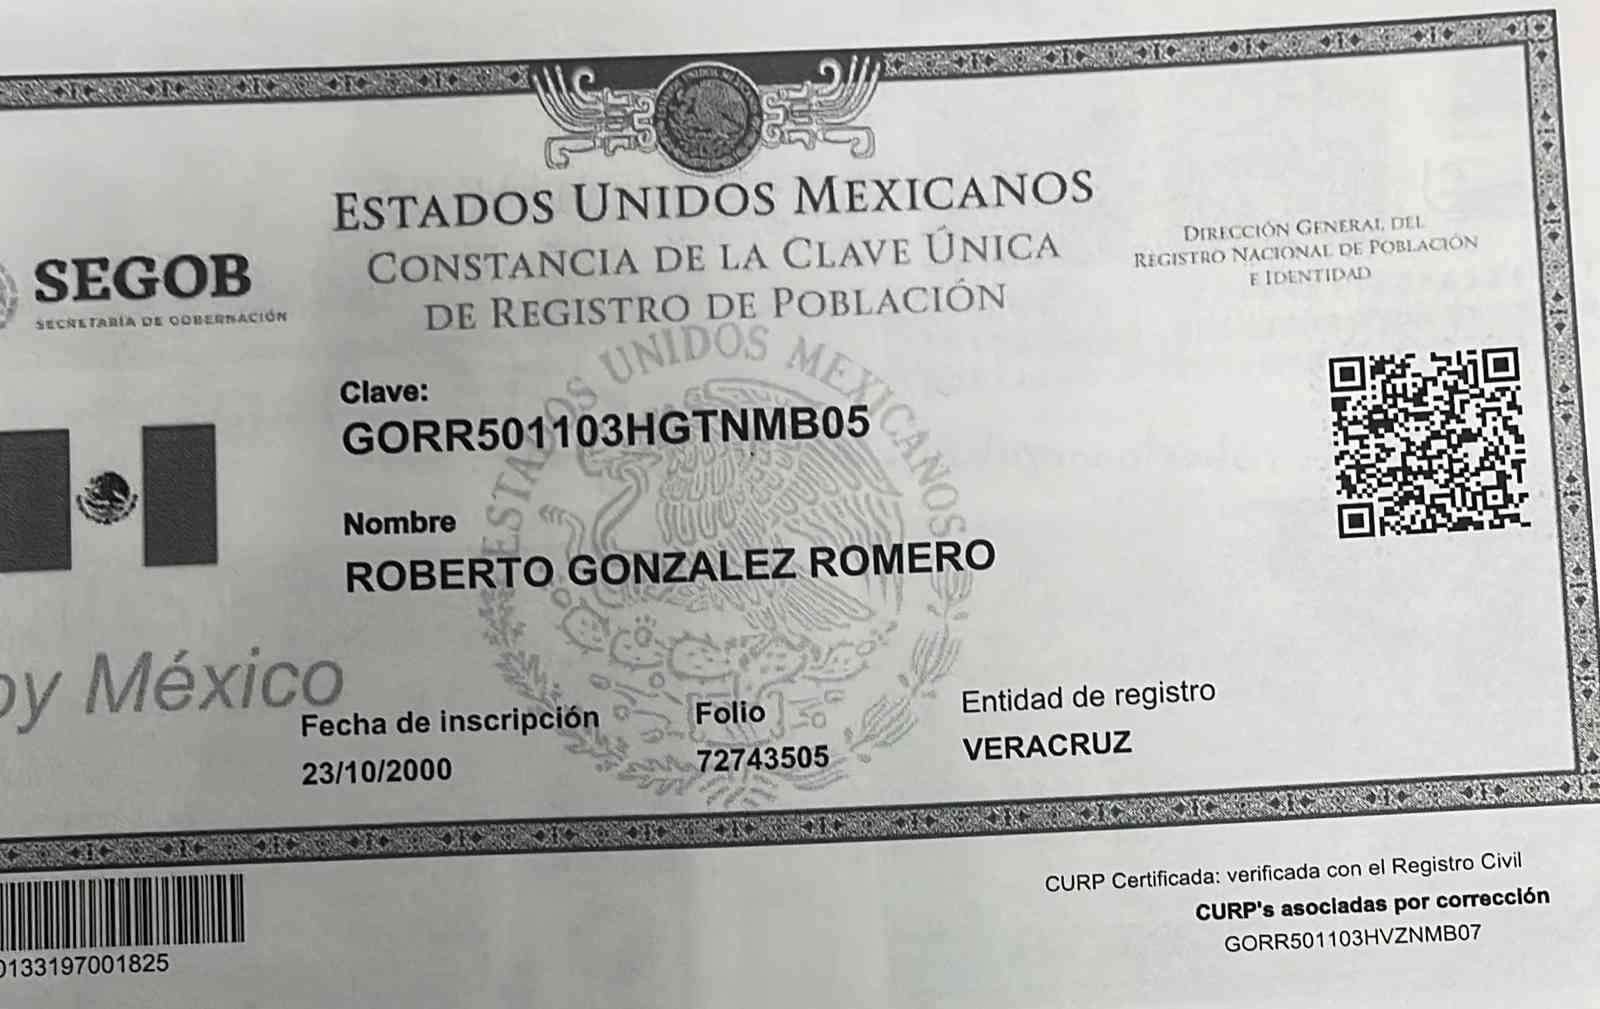 ESTADOS UNIDOS MEXICANOS
CONSTANCIA DE LA CLAVE ÚNICA
DE REGISTRO DE POBLACIÓN
DIRECCIÓN GENERAL DEL
REGISTRO NACIONAL DE POBLACIÓN
E IDENTIDAD
SEGOB
SECRETARÍA DE GOBERNACIÓN
ESTADOS UNIDOS MEXICANOS
Clave:
GORR501103HGTNMB05
Nombre
ROBERTO GONZALEZ ROMERO
oy México
Fecha de inscripción
23/10/2000
Folio
72743505
Entidad de registro
VERACRUZ
0133197001825
CURP Certificada: verificada con el Registro Civil
CURP's asociadas por corrección
GORR501103HVZNMB07